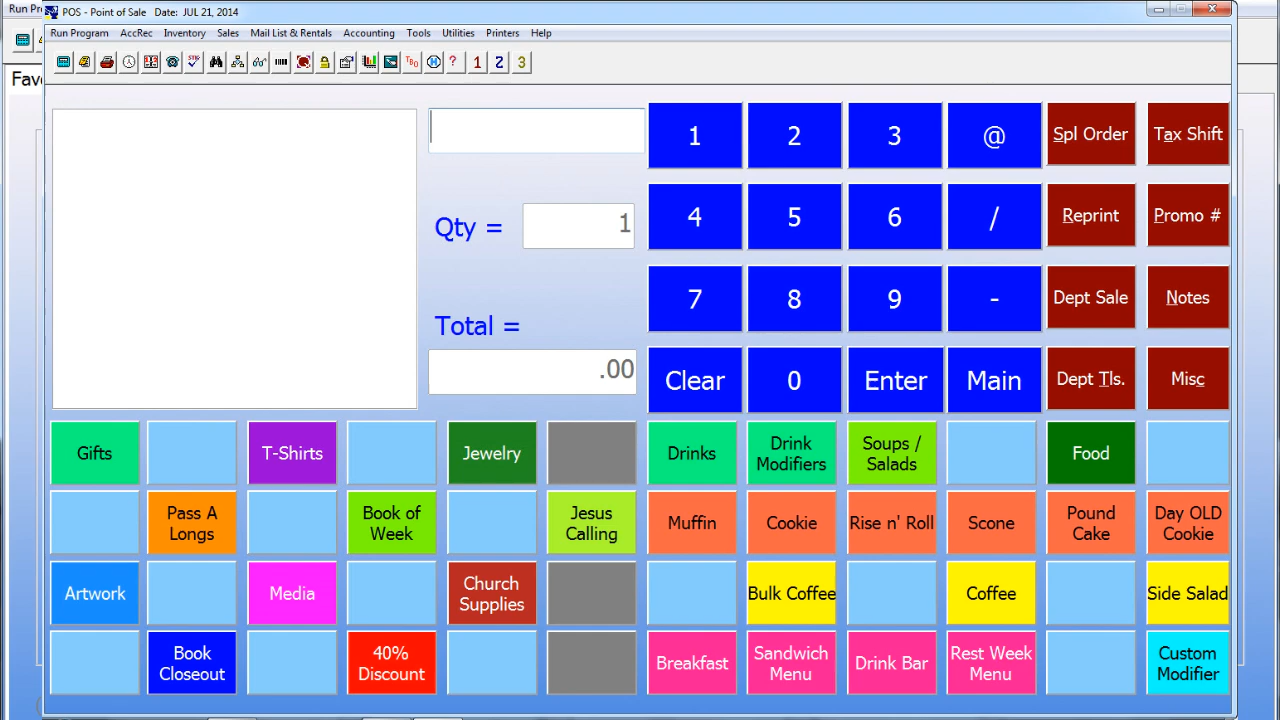 Run Pr
POS - Point of Sale Date: JUL 21, 2014
Run Program AccRec Inventory Sales Mail List & Rentals Accounting Tools Utilities Printers Help
1 2 3
Favo
1 2 3 @ Spl Order Tax Shift
Qty = 1
4 5 6 / Reprint Promo #
7 8 9 - Dept Sale Notes
Total =
.00
Clear 0 Enter Main Dept Tls. Misc
Gifts T-Shirts Jewelry Drinks
Drink
Modifiers
Soups /
Salads
Food
Pass A
Longs
Book of
Week
Jesus
Calling
Muffin Cookie Rise n' Roll Scone
Pound
Cake
Day OLD
Cookie
Artwork Media
Church
Supplies
Bulk Coffee Coffee Side Salad
Book
Closeout
40%
Discount
Breakfast
Sandwich
Menu
Drink Bar
Rest Week
Menu
Custom
Modifier